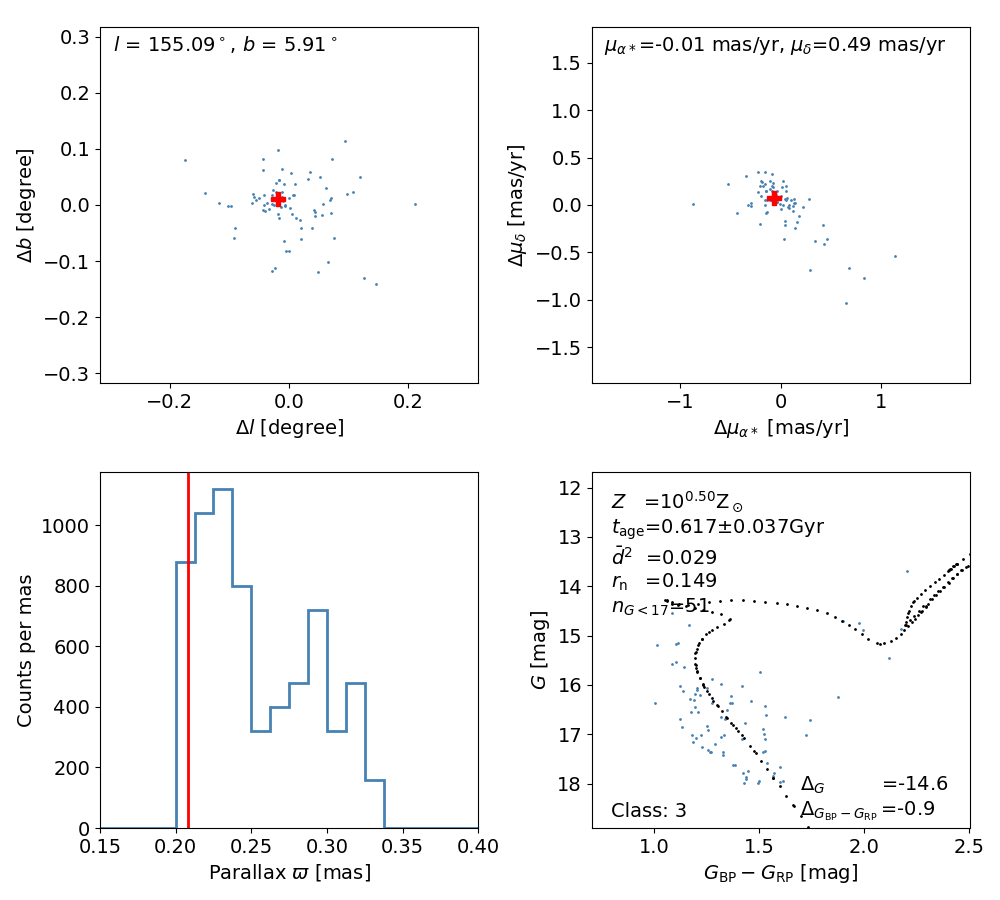 l = 155.09°, b = 5.91°
0.3
0.2
0.1
0.0
−0.1
−0.2
−0.3
Δb [degree]
−0.2 0.0 0.2
Δl [degree]
μα*=-0.01 mas/yr, μδ=0.49 mas/yr
1.5
1.0
0.5
0.0
−0.5
−1.0
−1.5
Δμδ [mas/yr]
−1 0 1
Δμα* [mas/yr]
1000
800
600
400
200
0
Counts per mas
0.15 0.20 0.25 0.30 0.35 0.40
Parallax ϖ [mas]
12
13
14
15
16
17
18
G [mag]
Z =10^0.50 Z⊙
tage=0.617±0.037Gyr
d̄² =0.029
rn =0.149
nG<17=51
ΔG =-14.6
ΔGBP−GRP =-0.9
Class: 3
1.0 1.5 2.0 2.5
GBP − GRP [mag]